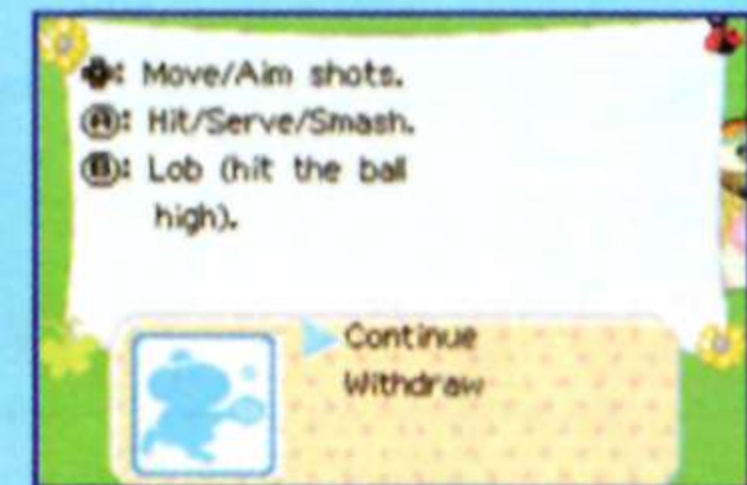 : Move/Aim shots.
Ⓐ: Hit/Serve/Smash.
Ⓑ: Lob (hit the ball
high).
Continue
Withdraw